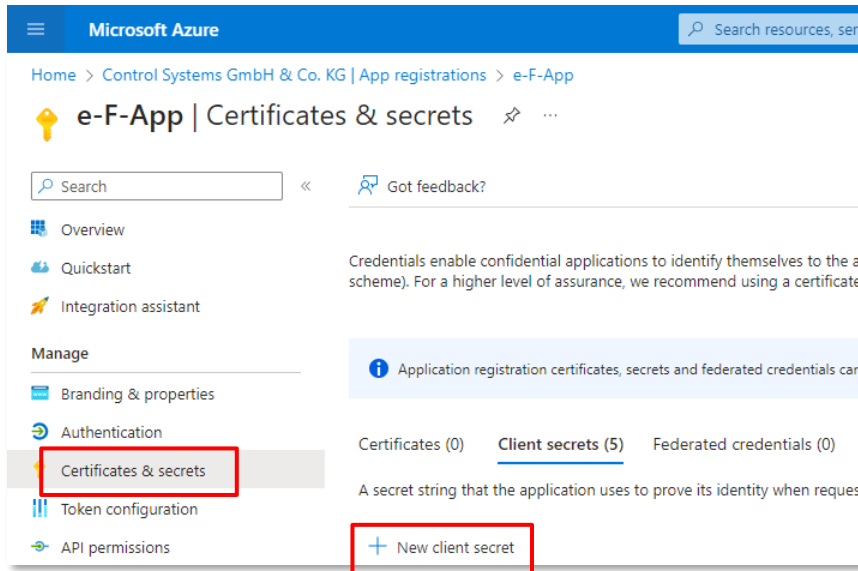 Microsoft Azure
Search resources, ser
Home > Control Systems GmbH & Co. KG | App registrations > e-F-App
e-F-App | Certificates & secrets
Search
Got feedback?
Overview
Quickstart
Integration assistant
Credentials enable confidential applications to identify themselves to the a
scheme). For a higher level of assurance, we recommend using a certificate
Manage
Application registration certificates, secrets and federated credentials car
Branding & properties
Authentication
Certificates & secrets
Token configuration
API permissions
Certificates (0) Client secrets (5) Federated credentials (0)
A secret string that the application uses to prove its identity when reques
New client secret